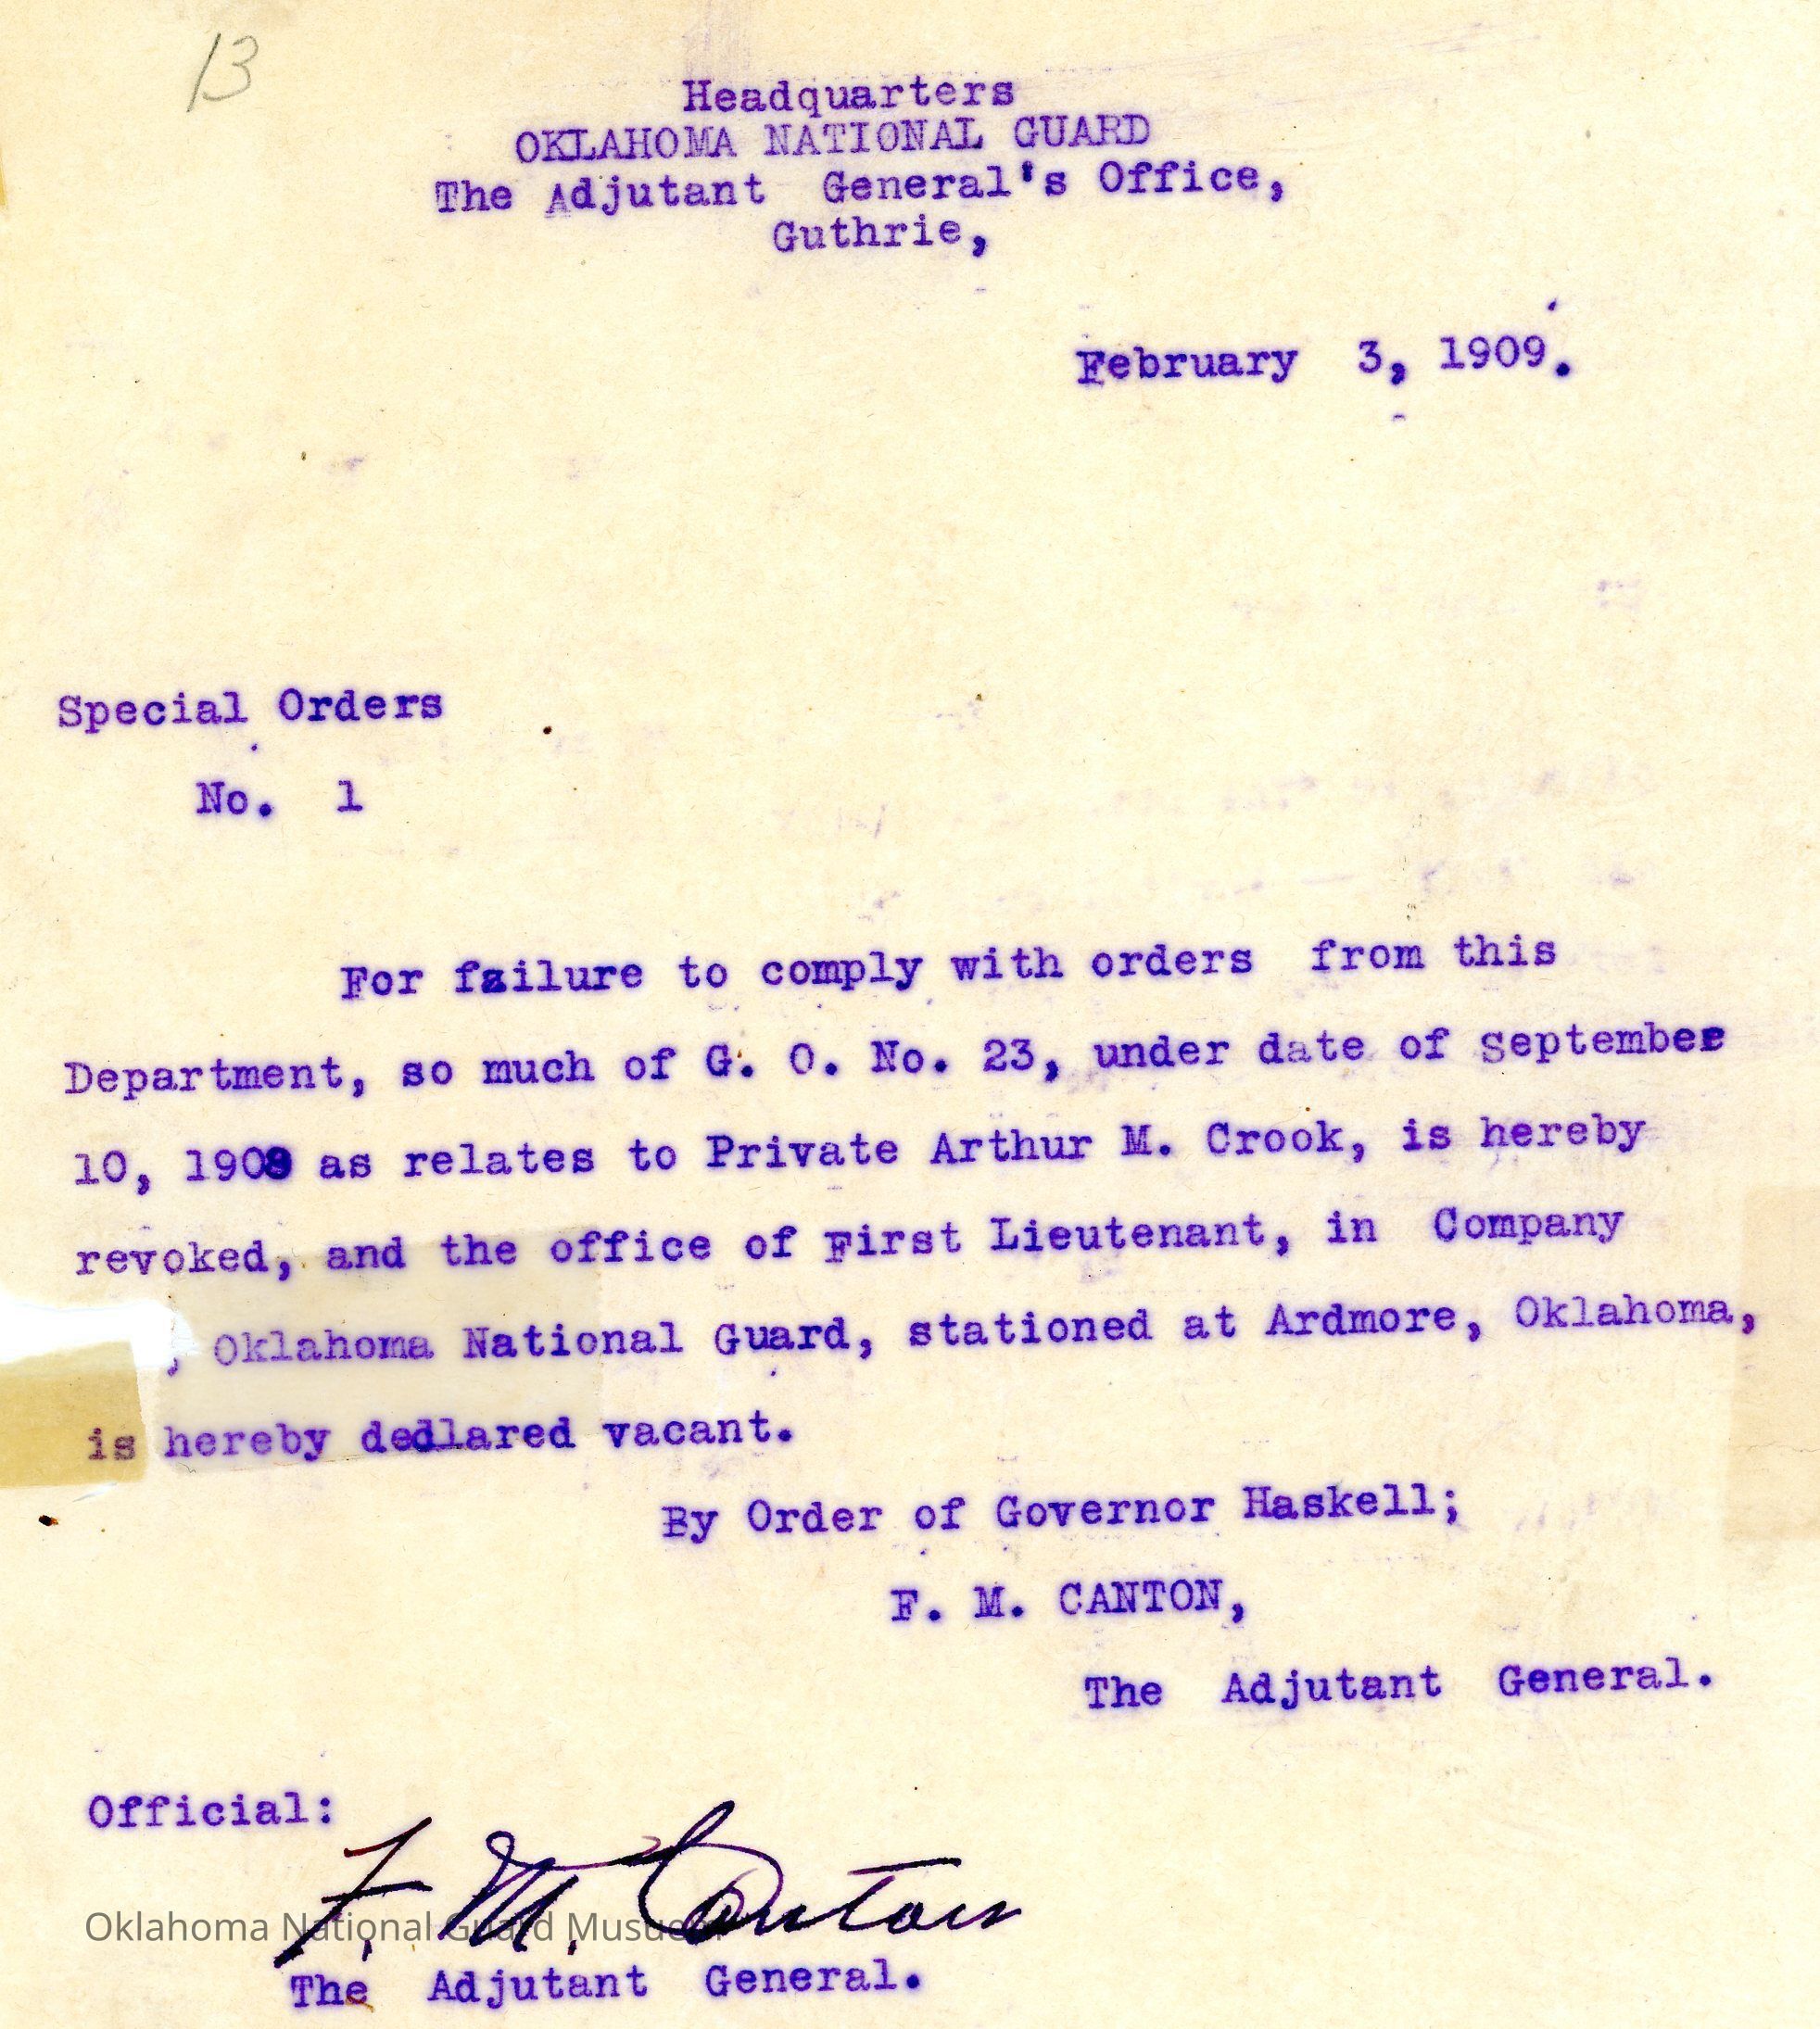 13
Headquarters
OKLAHOMA NATIONAL GUARD
The Adjutant General's Office,
Guthrie,
February 3, 1909.
Special Orders
No. 1
For failure to comply with orders from this
Department, so much of G. O. No. 23, under date of September
10, 1908 as relates to Private Arthur M. Crook, is hereby
revoked, and the office of First Lieutenant, in Company
, Oklahoma National Guard, stationed at Ardmore, Oklahoma,
is hereby dedlared vacant.
By Order of Governor Haskell;
F. M. CANTON,
The Adjutant General.
Official:
F. M. Canton
Oklahoma National Guard Museum
The Adjutant General.